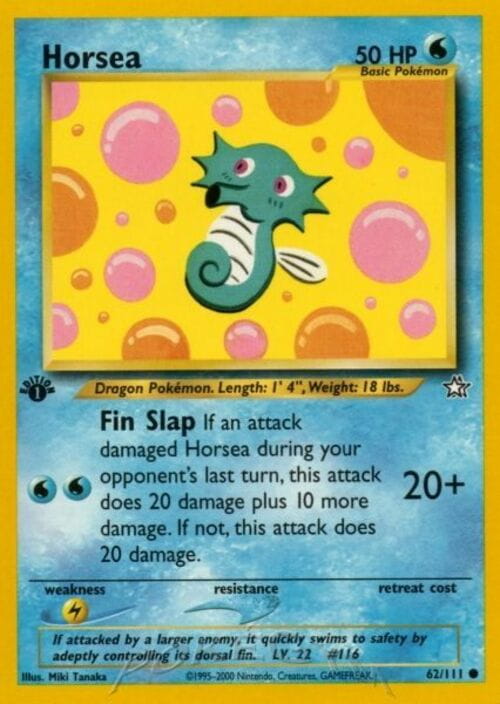 Horsea
50 HP
Basic Pokémon
EDITION
1
Dragon Pokémon. Length: 1' 4", Weight: 18 lbs.
Fin Slap If an attack
damaged Horsea during your
opponent's last turn, this attack
does 20 damage plus 10 more
damage. If not, this attack does
20 damage.
20+
weakness
resistance
retreat cost
If attacked by a larger enemy, it quickly swims to safety by
adeptly controlling its dorsal fin. LV. 22 #116
Illus. Miki Tanaka
©1995-2000 Nintendo, Creatures, GAMEFREAK.
62/111